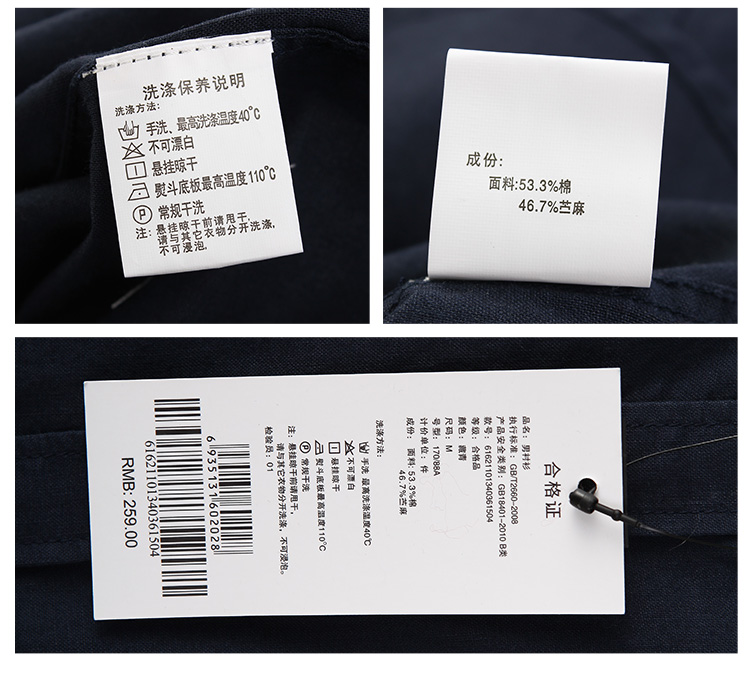 洗涤保养说明
洗涤方法:
手洗、最高洗涤温度40℃
不可漂白
悬挂晾干
熨斗底板最高温度110℃
P 常规干洗
注: 悬挂晾干前请甩干,
请与其它衣物分开洗涤,
不可浸泡.
成份:
面料:53.3%棉
46.7%苎麻
合格证
品名: 男衬衫
执行标准: GB/T2660-2008
产品安全类别: GB18401-2010 B类
款号: 61621101340361504
等级: 合格品
颜色: 藏青
尺码: M
号型: 170/88A
计价单位: 件
成份: 面料: 53.3%棉
46.7%苎麻
洗涤方法:
手洗、最高洗涤温度40℃
不可漂白
悬挂晾干
熨斗底板最高温度110℃
P 常规干洗
注: 悬挂晾干前请甩干,
请与其它衣物分开洗涤, 不可浸泡。
检验员: 01
6935131602028
61621101340361504
RMB: 259.00